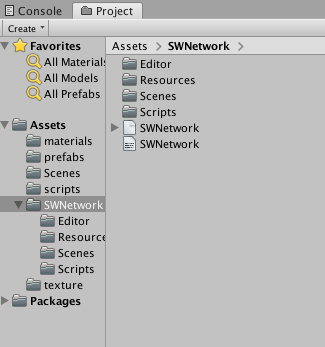 Console Project
Create
Favorites
All Materials
All Models
All Prefabs
Assets
materials
prefabs
Scenes
scripts
SWNetwork
Editor
Resource
Scenes
Scripts
texture
Packages
Assets SWNetwork
Editor
Resources
Scenes
Scripts
SWNetwork
SWNetwork